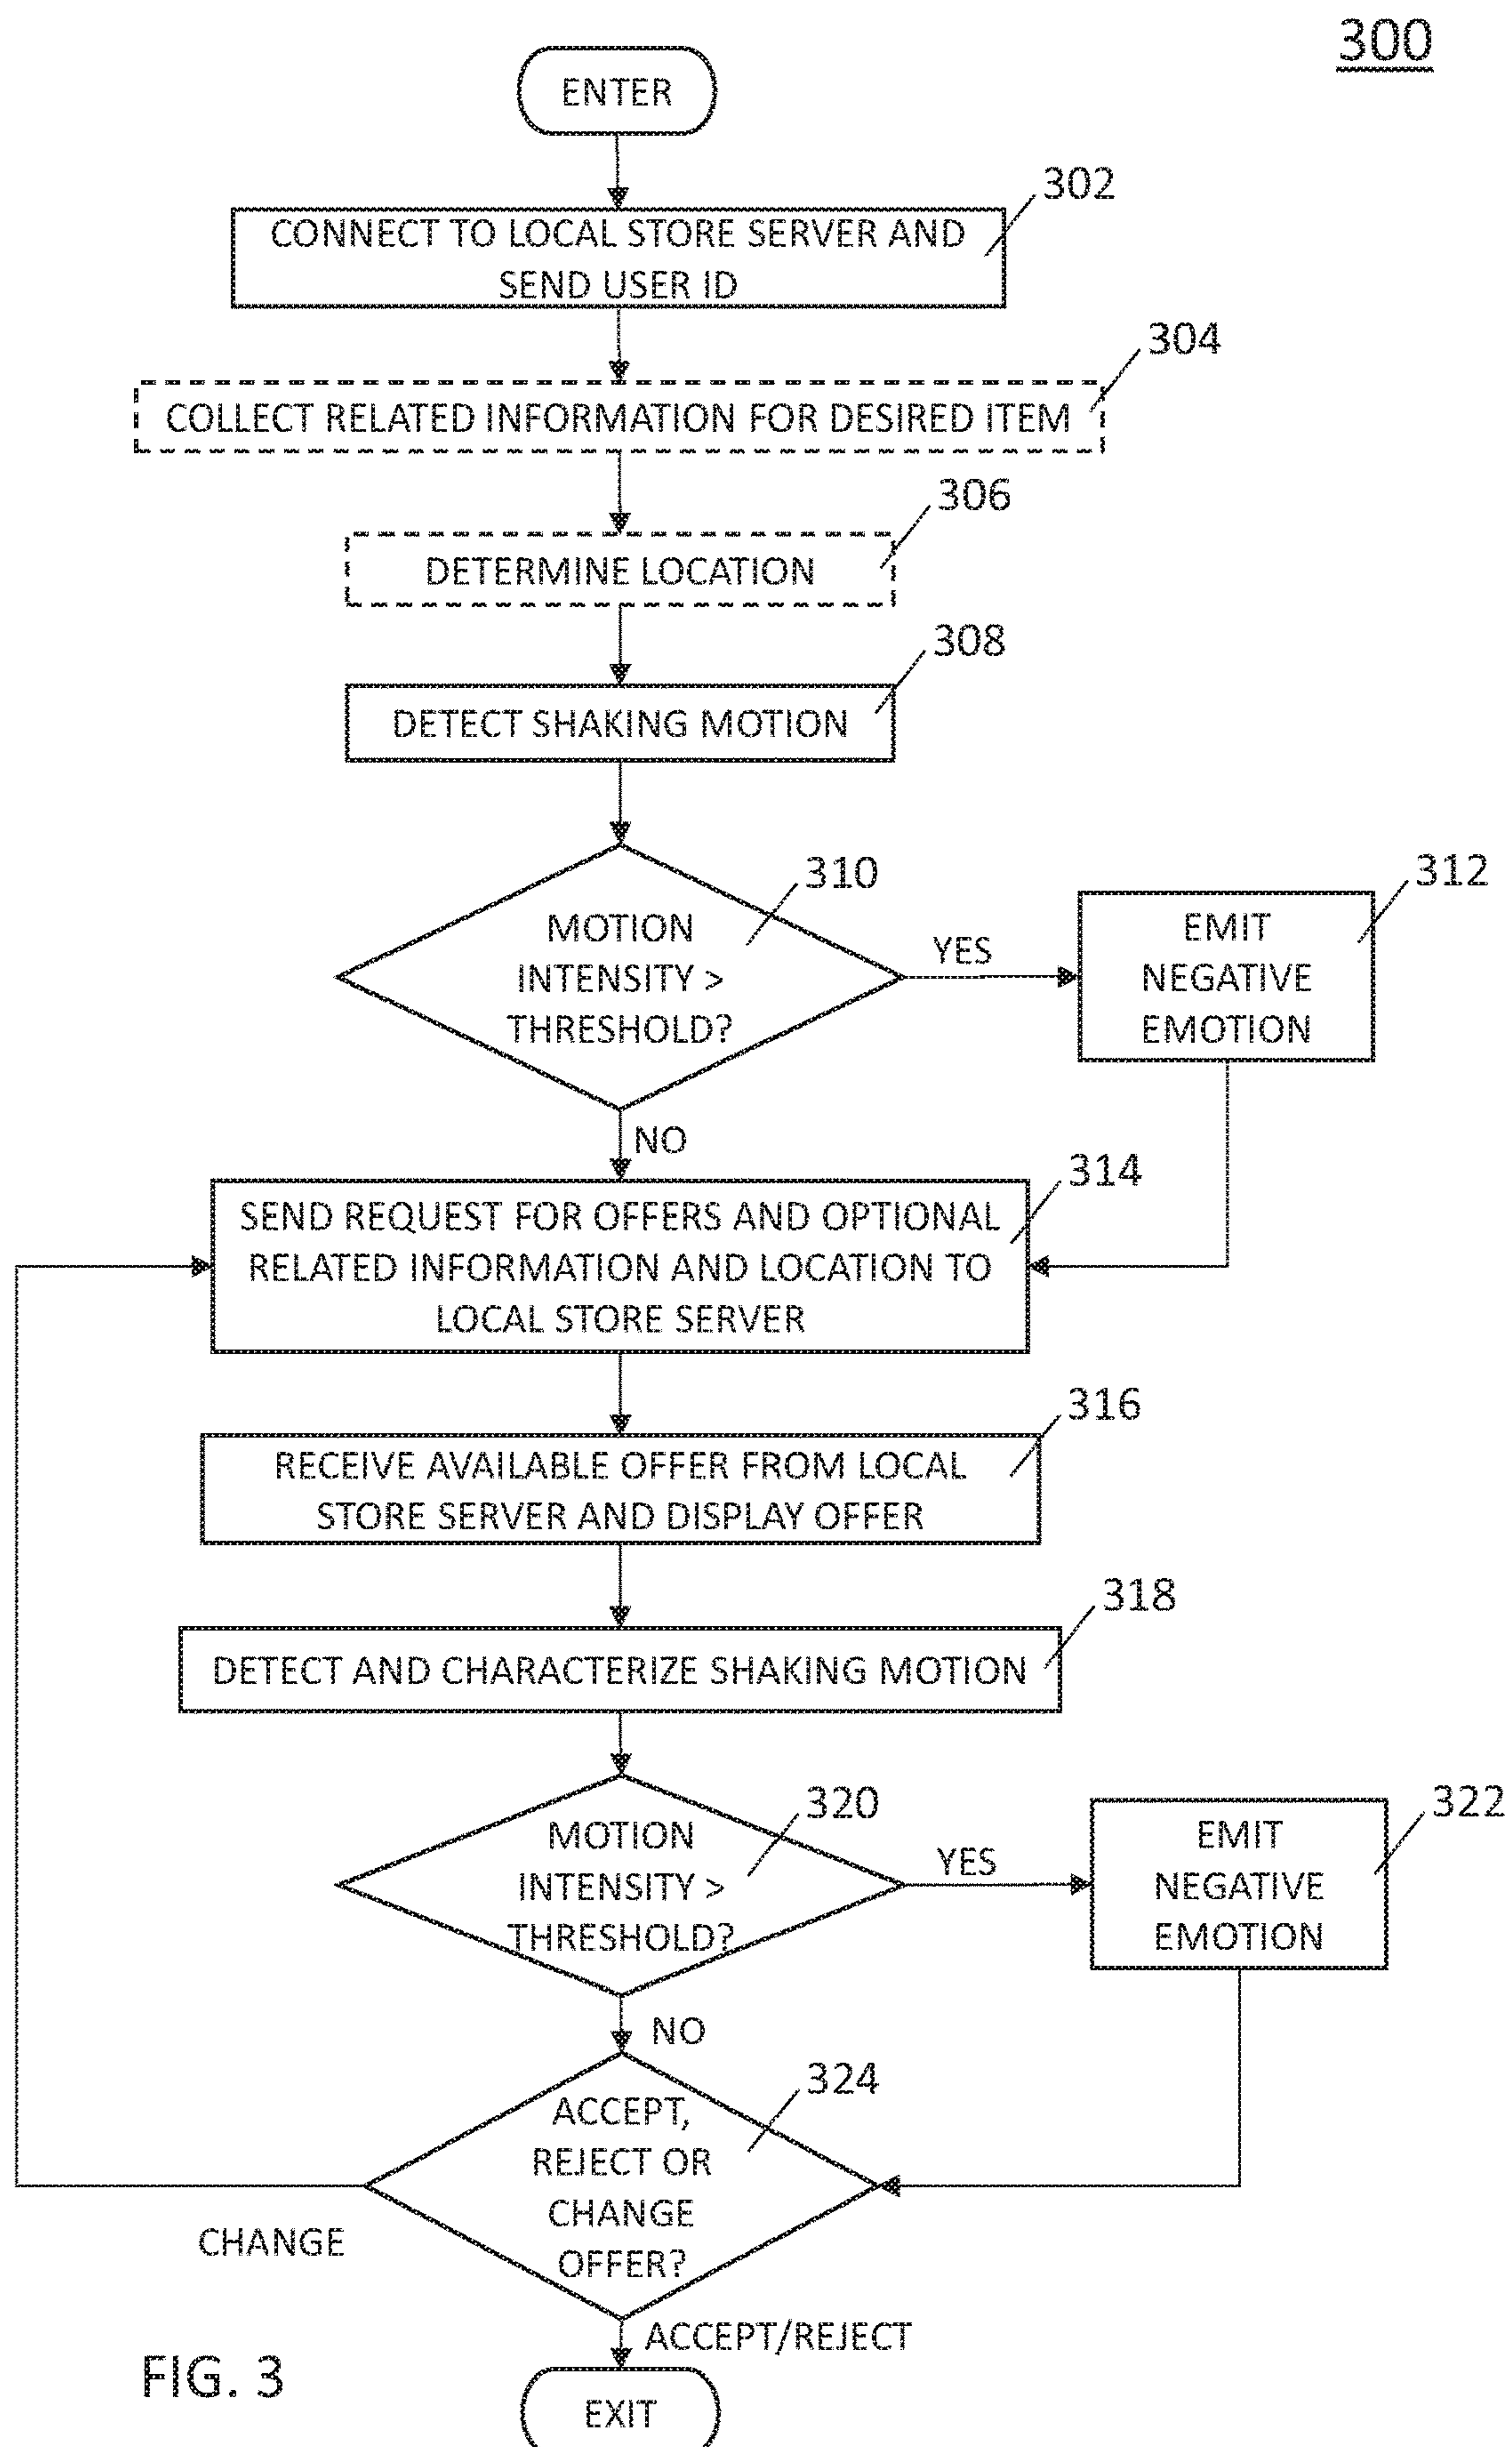 300
ENTER
302
CONNECT TO LOCAL STORE SERVER AND
SEND USER ID
304
COLLECT RELATED INFORMATION FOR DESIRED ITEM
306
DETERMINE LOCATION
308
DETECT SHAKING MOTION
310
MOTION
INTENSITY >
THRESHOLD?
YES
312
EMIT
NEGATIVE
EMOTION
NO
314
SEND REQUEST FOR OFFERS AND OPTIONAL
RELATED INFORMATION AND LOCATION TO
LOCAL STORE SERVER
316
RECEIVE AVAILABLE OFFER FROM LOCAL
STORE SERVER AND DISPLAY OFFER
318
DETECT AND CHARACTERIZE SHAKING MOTION
320
MOTION
INTENSITY >
THRESHOLD?
YES
322
EMIT
NEGATIVE
EMOTION
NO
324
ACCEPT,
REJECT OR
CHANGE
OFFER?
CHANGE
ACCEPT/REJECT
FIG. 3
EXIT